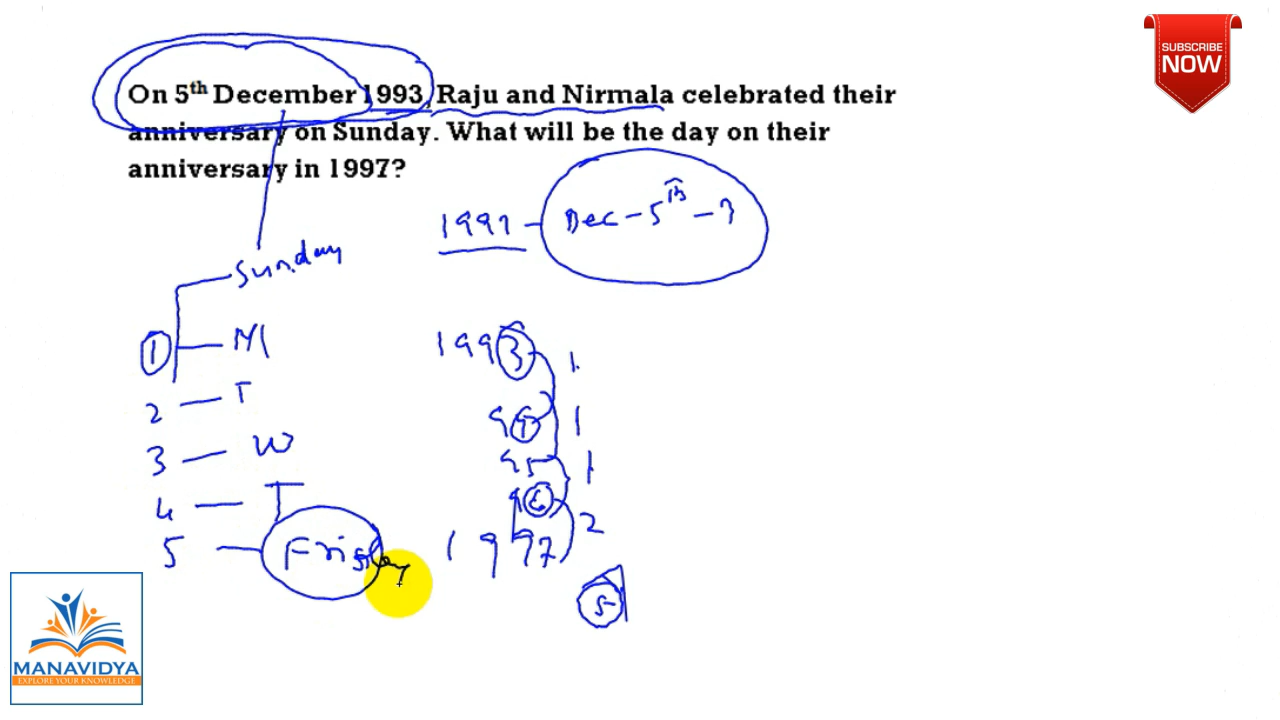 SUBSCRIBE
NOW
On 5th December 1993, Raju and Nirmala celebrated their
anniversary on Sunday. What will be the day on their
anniversary in 1997?
1997 - Dec - 5th - ?
Sunday
1 - M
2 - T
3 - W
4 - T
5 - Friday
1993 1
94 1
95 1
96 2
1997
5
MANAVIDYA
EXPLORE YOUR KNOWLEDGE